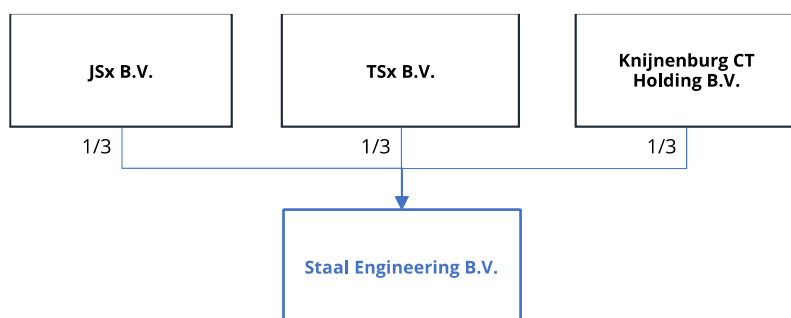 JSx B.V.
TSx B.V.
Knijnenburg CT
Holding B.V.
1/3
1/3
1/3
Staal Engineering B.V.